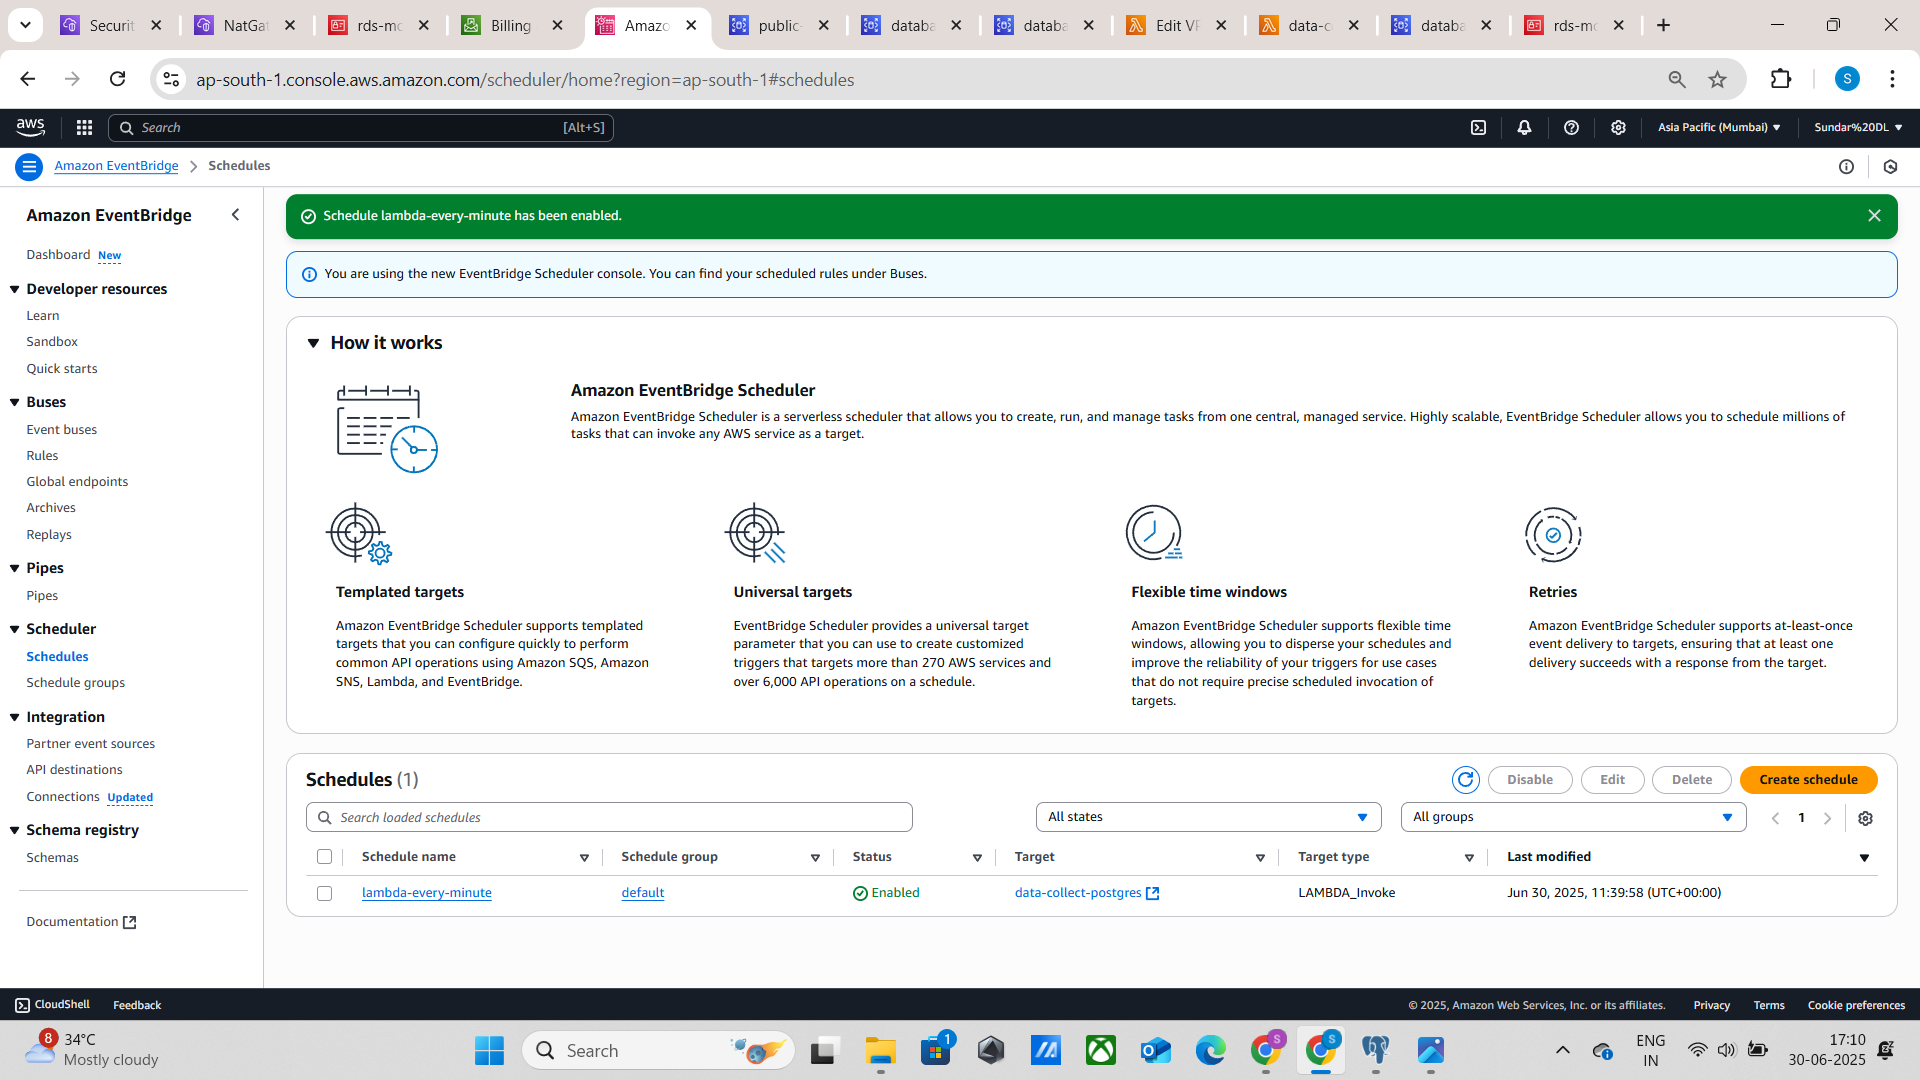 Securit
NatGat
rds-mo
Billing
Amazo
public-
databa
databa
Edit VP
data-c
databa
rds-mo
ap-south-1.console.aws.amazon.com/scheduler/home?region=ap-south-1#schedules
S
aws
Search
[Alt+S]
Asia Pacific (Mumbai)
Sundar%20DL
Amazon EventBridge
Schedules
Amazon EventBridge
Dashboard New
Developer resources
Learn
Sandbox
Quick starts
Buses
Event buses
Rules
Global endpoints
Archives
Replays
Pipes
Pipes
Scheduler
Schedules
Schedule groups
Integration
Partner event sources
API destinations
Connections Updated
Schema registry
Schemas
Documentation
Schedule lambda-every-minute has been enabled.
You are using the new EventBridge Scheduler console. You can find your scheduled rules under Buses.
How it works
Amazon EventBridge Scheduler
Amazon EventBridge Scheduler is a serverless scheduler that allows you to create, run, and manage tasks from one central, managed service. Highly scalable, EventBridge Scheduler allows you to schedule millions of
tasks that can invoke any AWS service as a target.
Templated targets
Amazon EventBridge Scheduler supports templated
targets that you can configure quickly to perform
common API operations using Amazon SQS, Amazon
SNS, Lambda, and EventBridge.
Universal targets
EventBridge Scheduler provides a universal target
parameter that you can use to create customized
triggers that targets more than 270 AWS services and
over 6,000 API operations on a schedule.
Flexible time windows
Amazon EventBridge Scheduler supports flexible time
windows, allowing you to disperse your schedules and
improve the reliability of your triggers for use cases
that do not require precise scheduled invocation of
targets.
Retries
Amazon EventBridge Scheduler supports at-least-once
event delivery to targets, ensuring that at least one
delivery succeeds with a response from the target.
Schedules (1)
Disable
Edit
Delete
Create schedule
Search loaded schedules
All states
All groups
1
Schedule name
Schedule group
Status
Target
Target type
Last modified
lambda-every-minute
default
Enabled
data-collect-postgres
LAMBDA_Invoke
Jun 30, 2025, 11:39:58 (UTC+00:00)
CloudShell
Feedback
© 2025, Amazon Web Services, Inc. or its affiliates.
Privacy
Terms
Cookie preferences
8
34°C
Mostly cloudy
Search
1
S
S
ENG
IN
17:10
30-06-2025